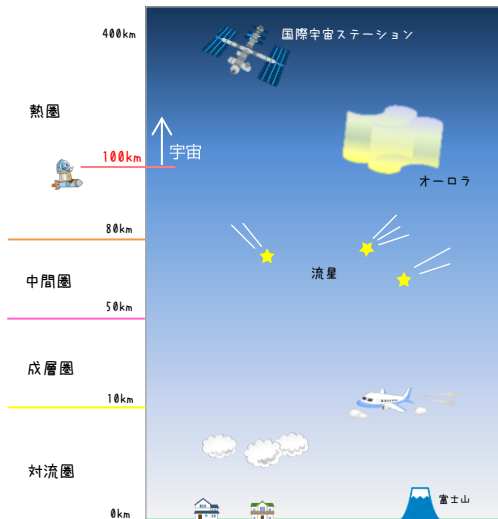 400km
国際宇宙ステーション
熱圏
100km
宇宙
オーロラ
80km
中間圏
流星
50km
成層圏
10km
対流圏
富士山
0km